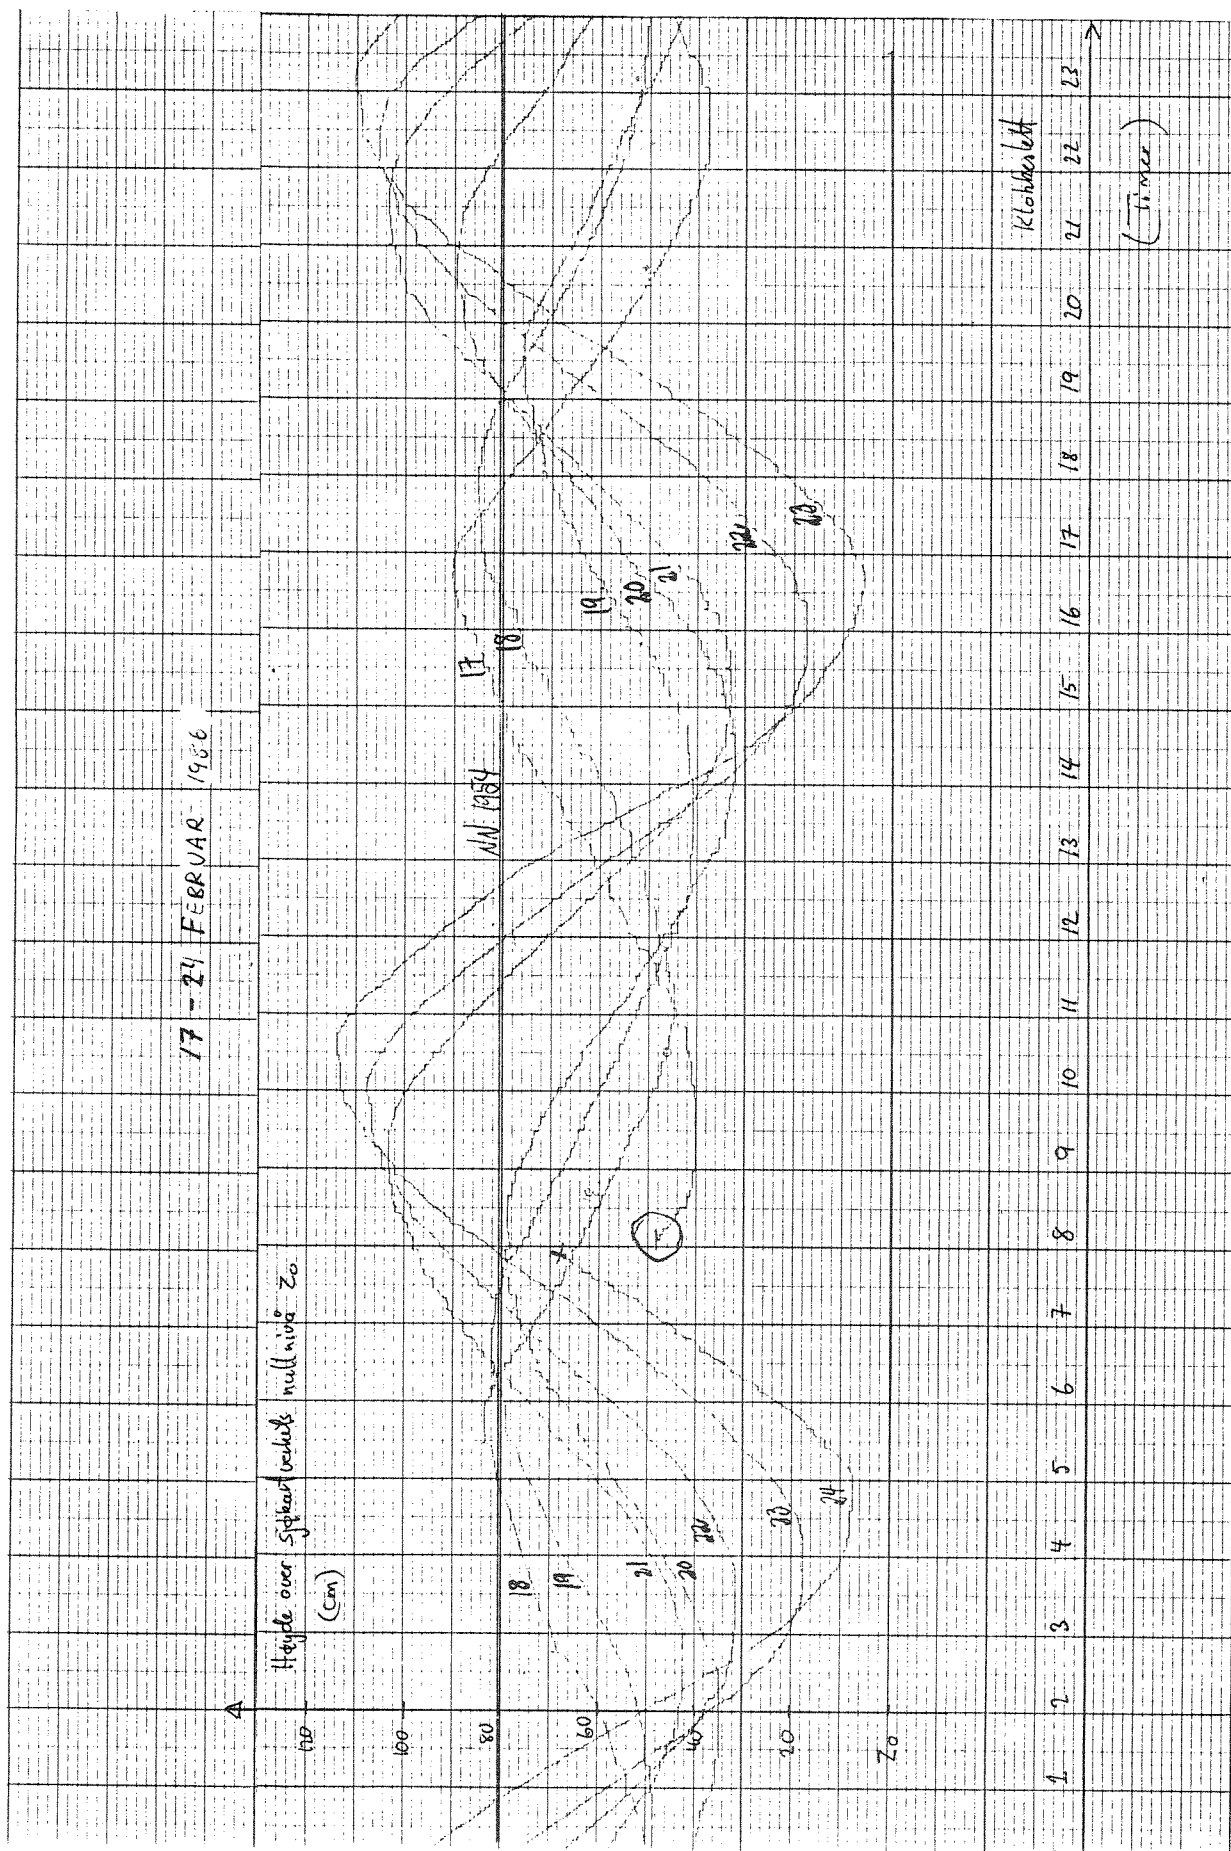 17 - 24 FEBRUAR 1986
Høyde over sjøkartverkets nullnivå Z0
(cm)
120
100
80
60
40
20
Z0
NN 1954
17
18
19
20
21
22
23
18
19
21
20
22
23
24
1 2 3 4 5 6 7 8 9 10 11 12 13 14 15 16 17 18 19 20 21 22 23
Klokkeslett
(Timer)